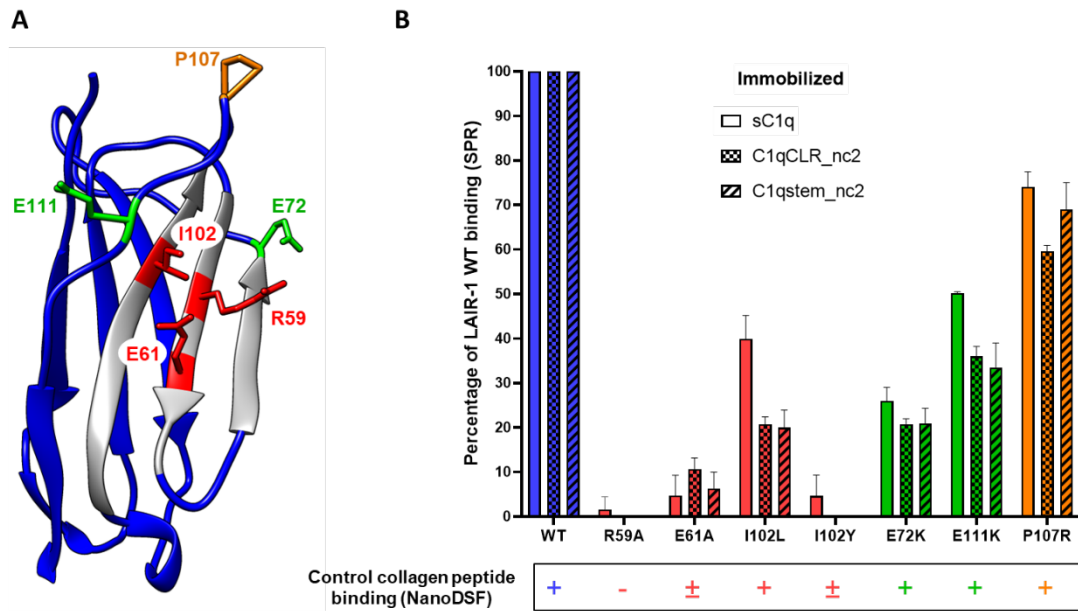 A
P107
E111
E72
I102
R59
E61
B
Percentage of LAIR-1 WT binding (SPR)
100
90
80
70
60
50
40
30
20
10
0
Immobilized
sC1q
C1qCLR_nc2
C1qstem_nc2
WT R59A E61A I102L I102Y E72K E111K P107R
Control collagen peptide
binding (NanoDSF)
+ - ± + ± + + +